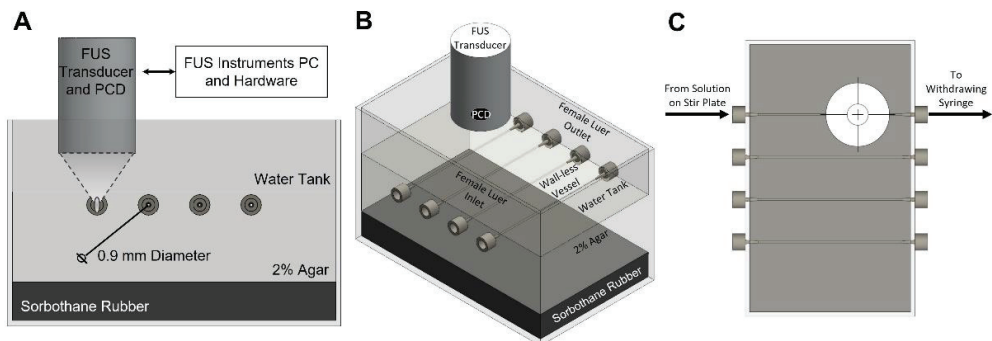 A
FUS
Transducer
and PCD
FUS Instruments PC
and Hardware
Water Tank
0.9 mm Diameter
2% Agar
Sorbothane Rubber
B
FUS
Transducer
PCD
Female Luer
Outlet
Wall-less
Vessel
Female Luer
Inlet
Water Tank
2% Agar
Sorbothane Rubber
C
From Solution
on Stir Plate
To
Withdrawing
Syringe